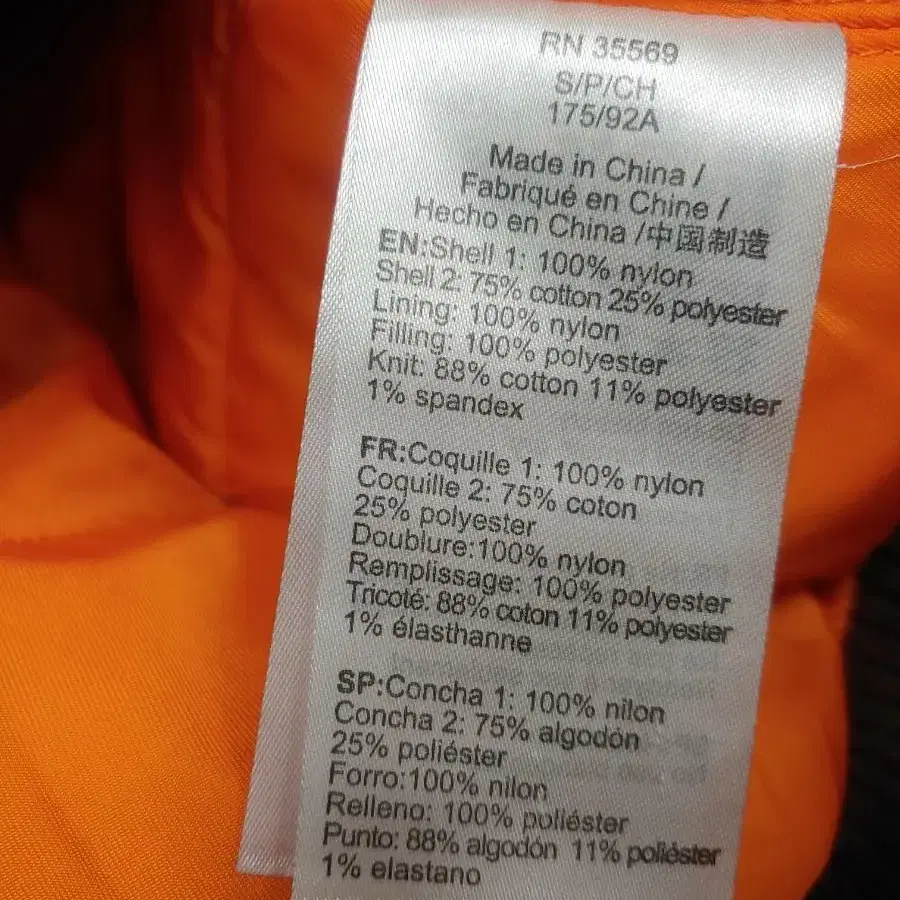 RN 35569
S/P/CH
175/92A
Made in China /
Fabriqué en Chine /
Hecho en China /中国制造
EN:Shell 1: 100% nylon
Shell 2: 75% cotton 25% polyester
Lining: 100% nylon
Filling: 100% polyester
Knit: 88% cotton 11% polyester
1% spandex
FR:Coquille 1: 100% nylon
Coquille 2: 75% coton
25% polyester
Doublure:100% nylon
Remplissage: 100% polyester
Tricoté: 88% coton 11% polyester
1% élasthanne
SP:Concha 1: 100% nilon
Concha 2: 75% algodón
25% poliéster
Forro:100% nilon
Relleno: 100% poliéster
Punto: 88% algodón 11% poliéster
1% elastano